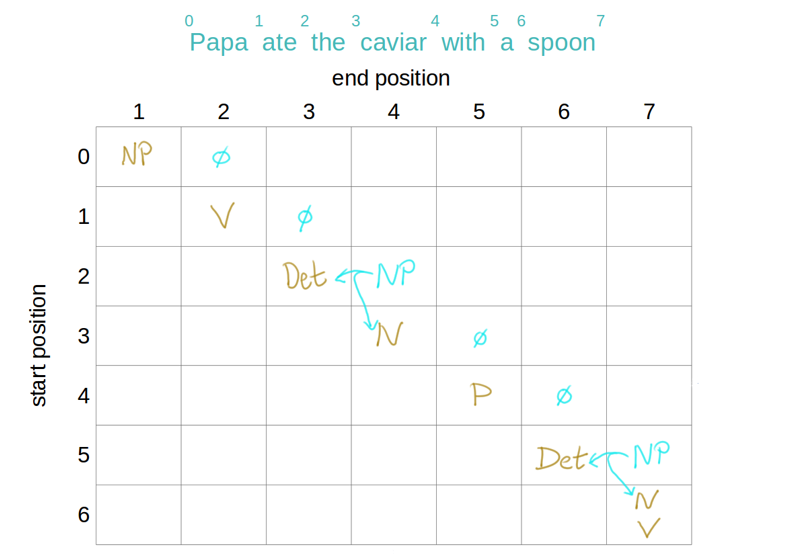 0 1 2 3 4 5 6 7
Papa ate the caviar with a spoon
end position
1 2 3 4 5 6 7
start position
0 NP ∅
1 V ∅
2 Det NP
3 N ∅
4 P ∅
5 Det NP
6 N
V